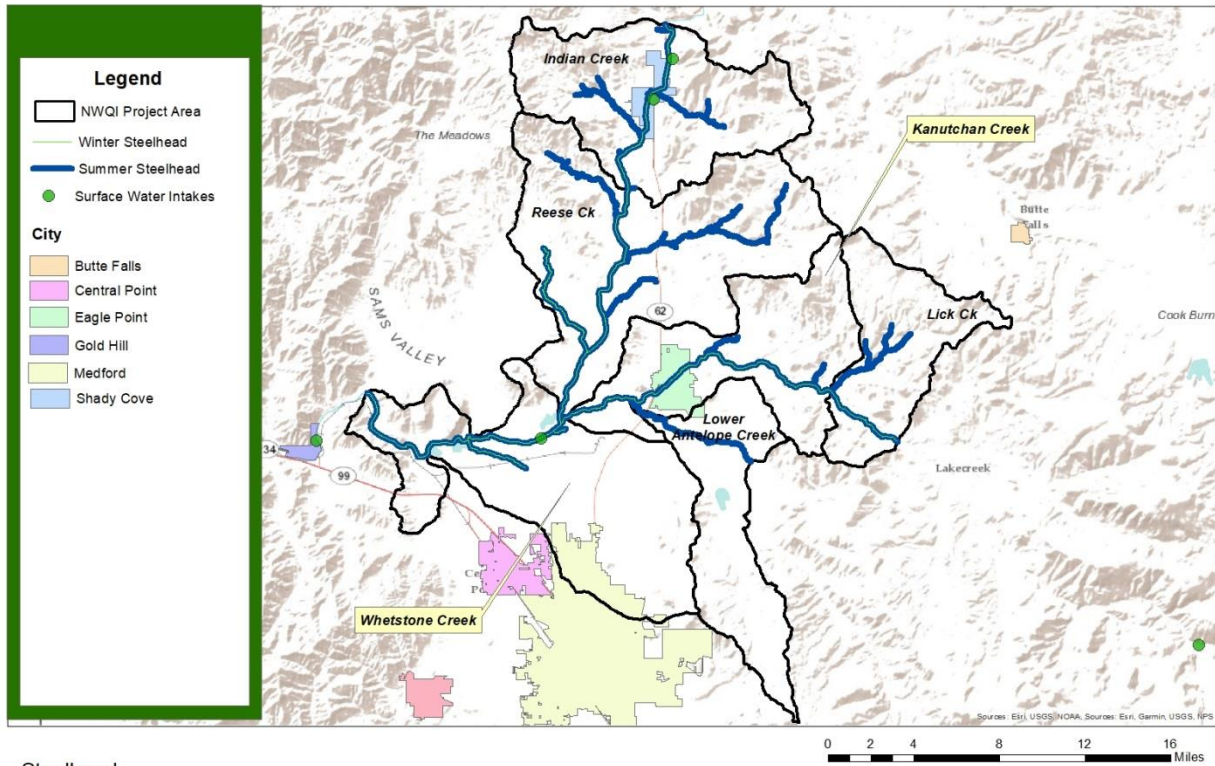 Legend
NWQI Project Area
Winter Steelhead
Summer Steelhead
Surface Water Intakes
City
Butte Falls
Central Point
Eagle Point
Gold Hill
Medford
Shady Cove
Indian Creek
The Meadows
Kanutchan Creek
Reese Ck
Butte
Falls
SAMS VALLEY
62
Lick Ck
Cook Burn
Lower
Antelope Creek
34
99
Lakecreek
Whetstone Creek
Sources: Esri, USGS, NOAA, Sources: Esri, Garmin, USGS, NPS
0 2 4 8 12 16
Miles